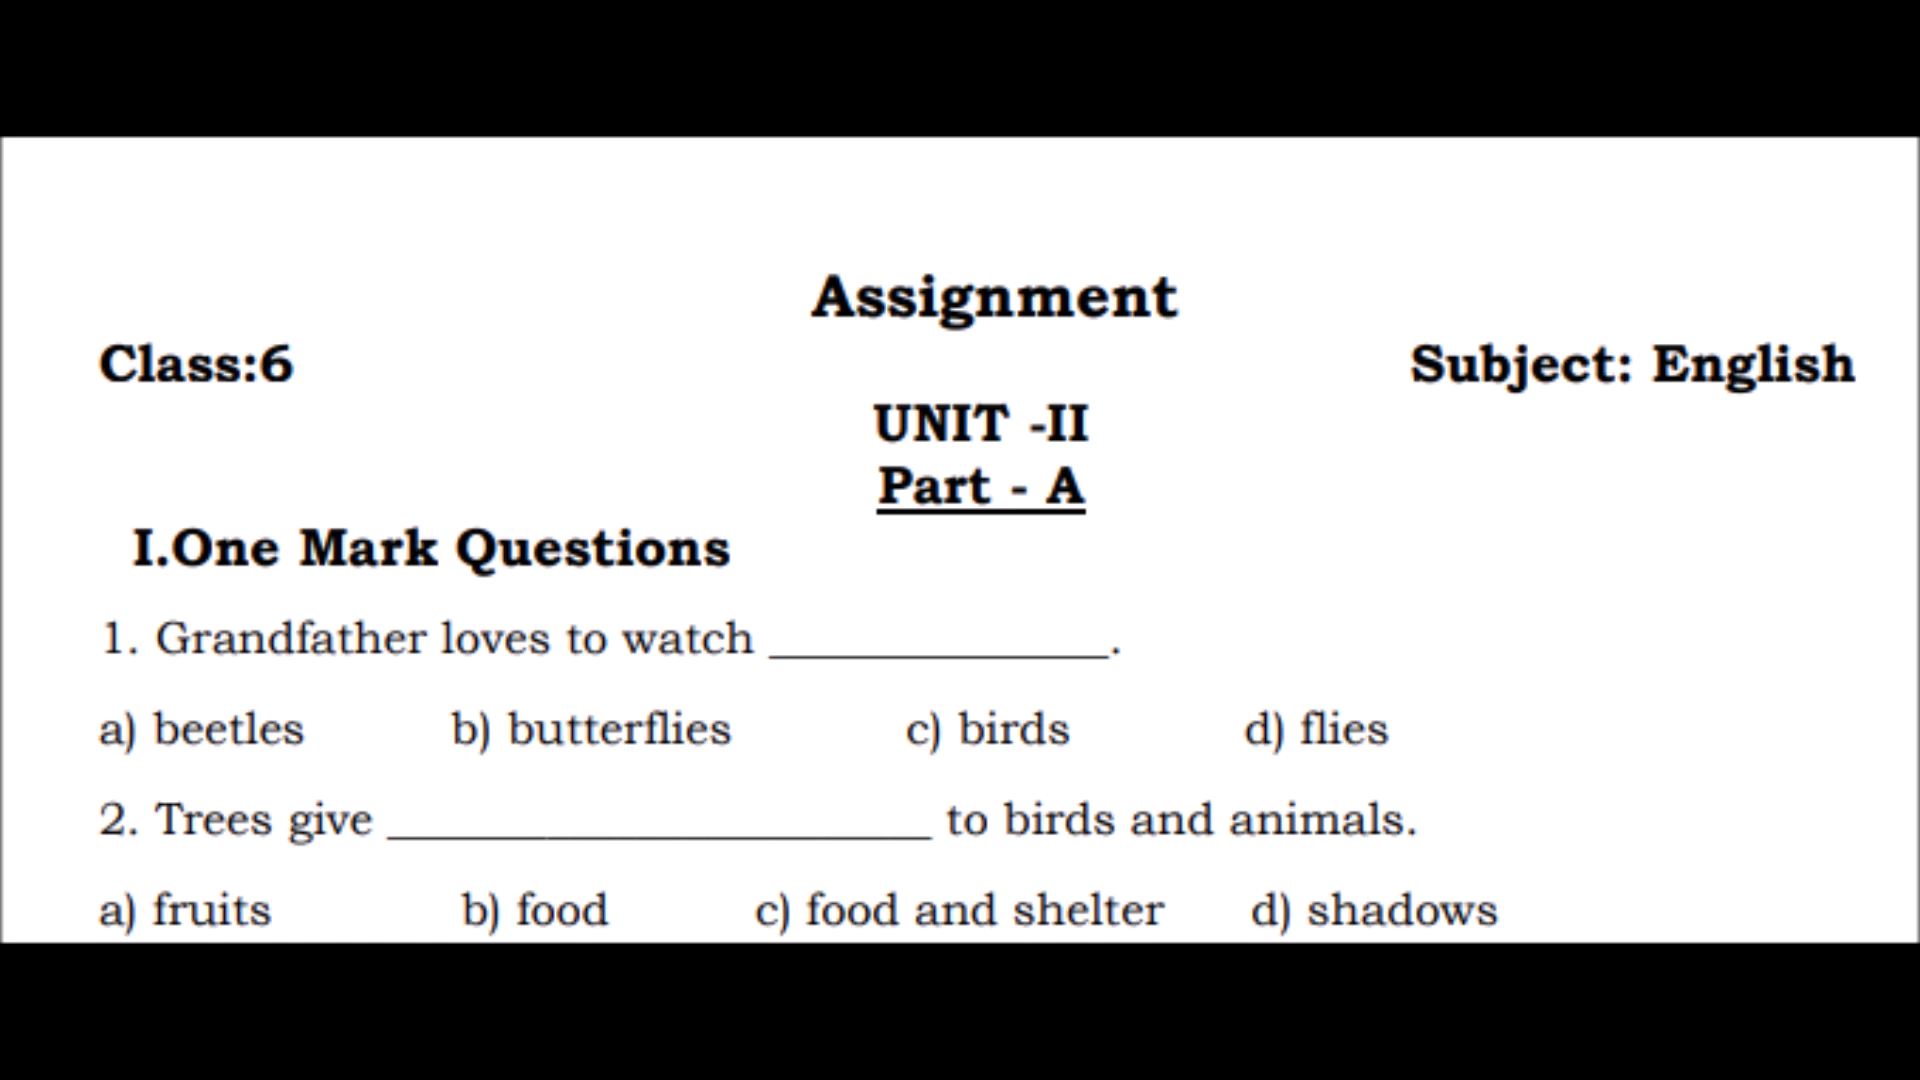 Assignment
Class:6 Subject: English
UNIT -II
Part - A
I.One Mark Questions
1. Grandfather loves to watch _______________.
a) beetles b) butterflies c) birds d) flies
2. Trees give ________________________ to birds and animals.
a) fruits b) food c) food and shelter d) shadows